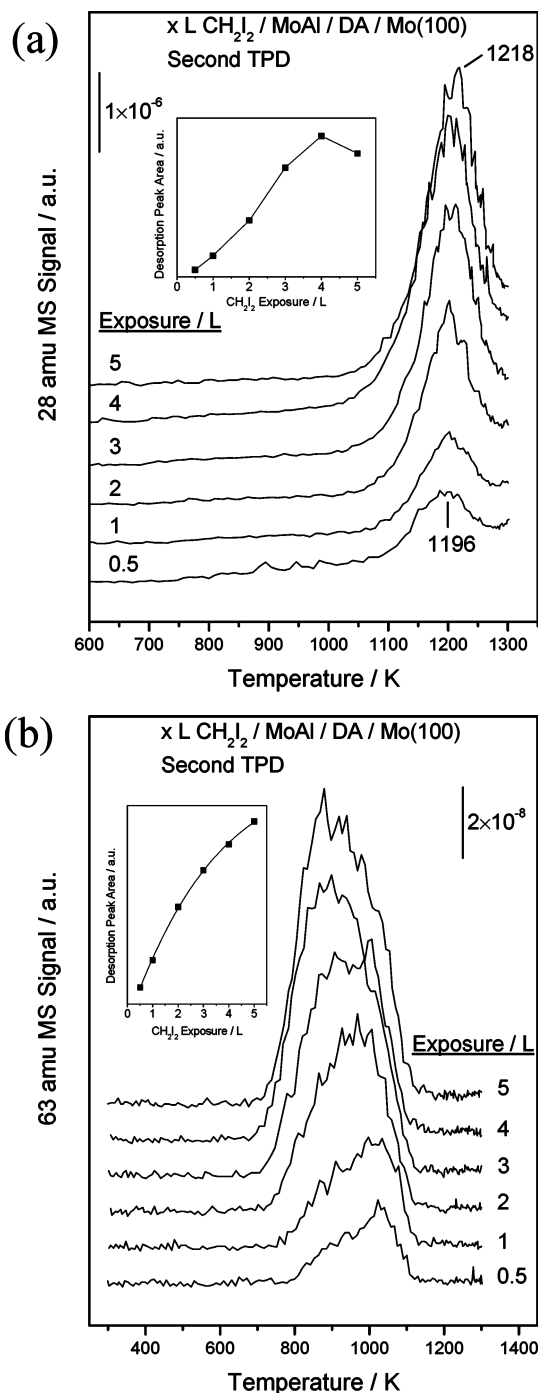 (a)
x L CH₂I₂ / MoAl / DA / Mo(100)
Second TPD
1218
1×10⁻⁶
Desorption Peak Area / a.u.
0 1 2 3 4 5
CH₂I₂ Exposure / L
28 amu MS Signal / a.u.
Exposure / L
5
4
3
2
1
0.5
1196
600 700 800 900 1000 1100 1200 1300
Temperature / K
(b)
x L CH₂I₂ / MoAl / DA / Mo(100)
Second TPD
2×10⁻⁸
Desorption Peak Area / a.u.
0 1 2 3 4 5
CH₂I₂ Exposure / L
63 amu MS Signal / a.u.
Exposure / L
5
4
3
2
1
0.5
400 600 800 1000 1200 1400
Temperature / K